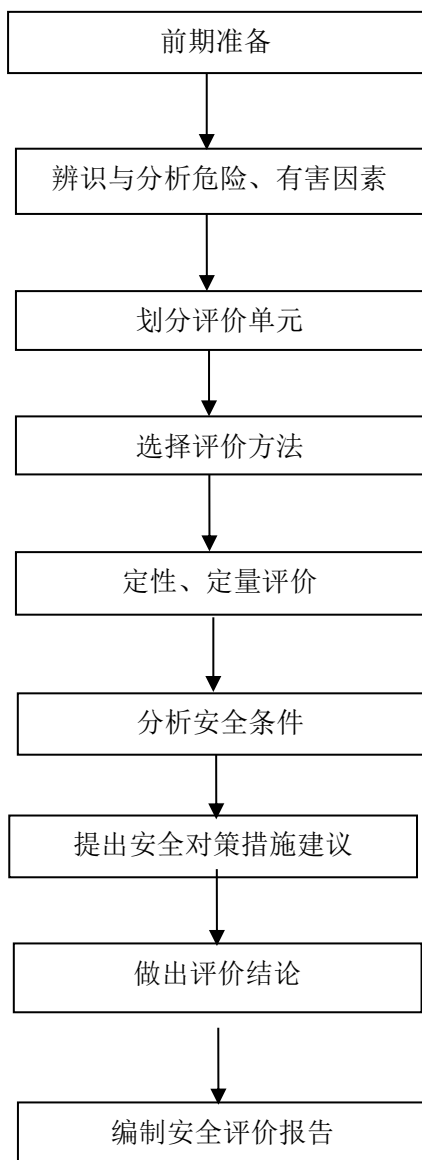 前期准备
辨识与分析危险、有害因素
划分评价单元
选择评价方法
定性、定量评价
分析安全条件
提出安全对策措施建议
做出评价结论
编制安全评价报告